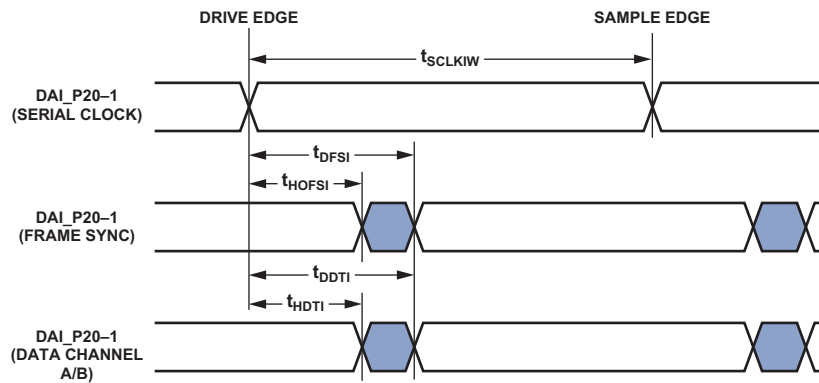 DRIVE EDGE
SAMPLE EDGE
tSCLKIW
DAI_P20–1
(SERIAL CLOCK)
tDFSI
tHOFSI
DAI_P20–1
(FRAME SYNC)
tDDTI
tHDTI
DAI_P20–1
(DATA CHANNEL
A/B)